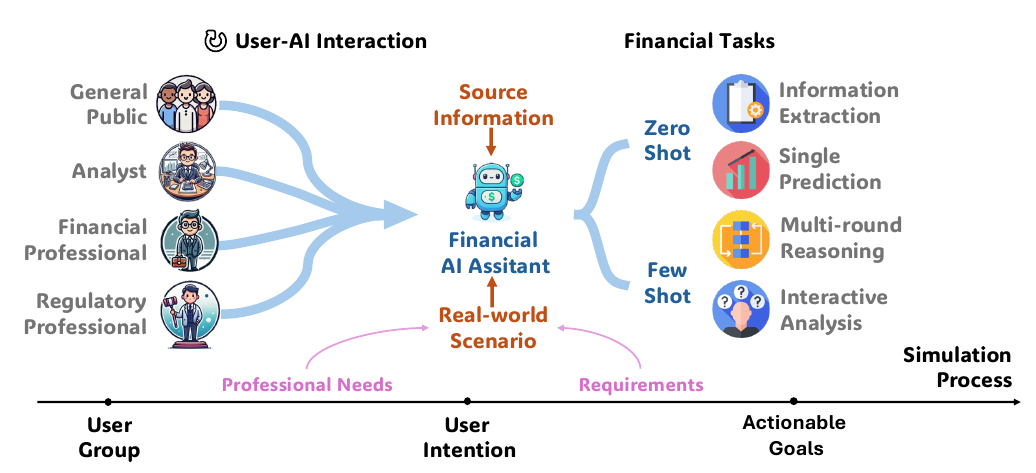 User-AI Interaction
Financial Tasks
General
Public
Analyst
Financial
Professional
Regulatory
Professional
Source
Information
$
$
Financial
AI Assitant
Real-world
Scenario
Zero
Shot
Few
Shot
Information
Extraction
Single
Prediction
Multi-round
Reasoning
? ? ?
Interactive
Analysis
Professional Needs
Requirements
Simulation
Process
User
Group
User
Intention
Actionable
Goals